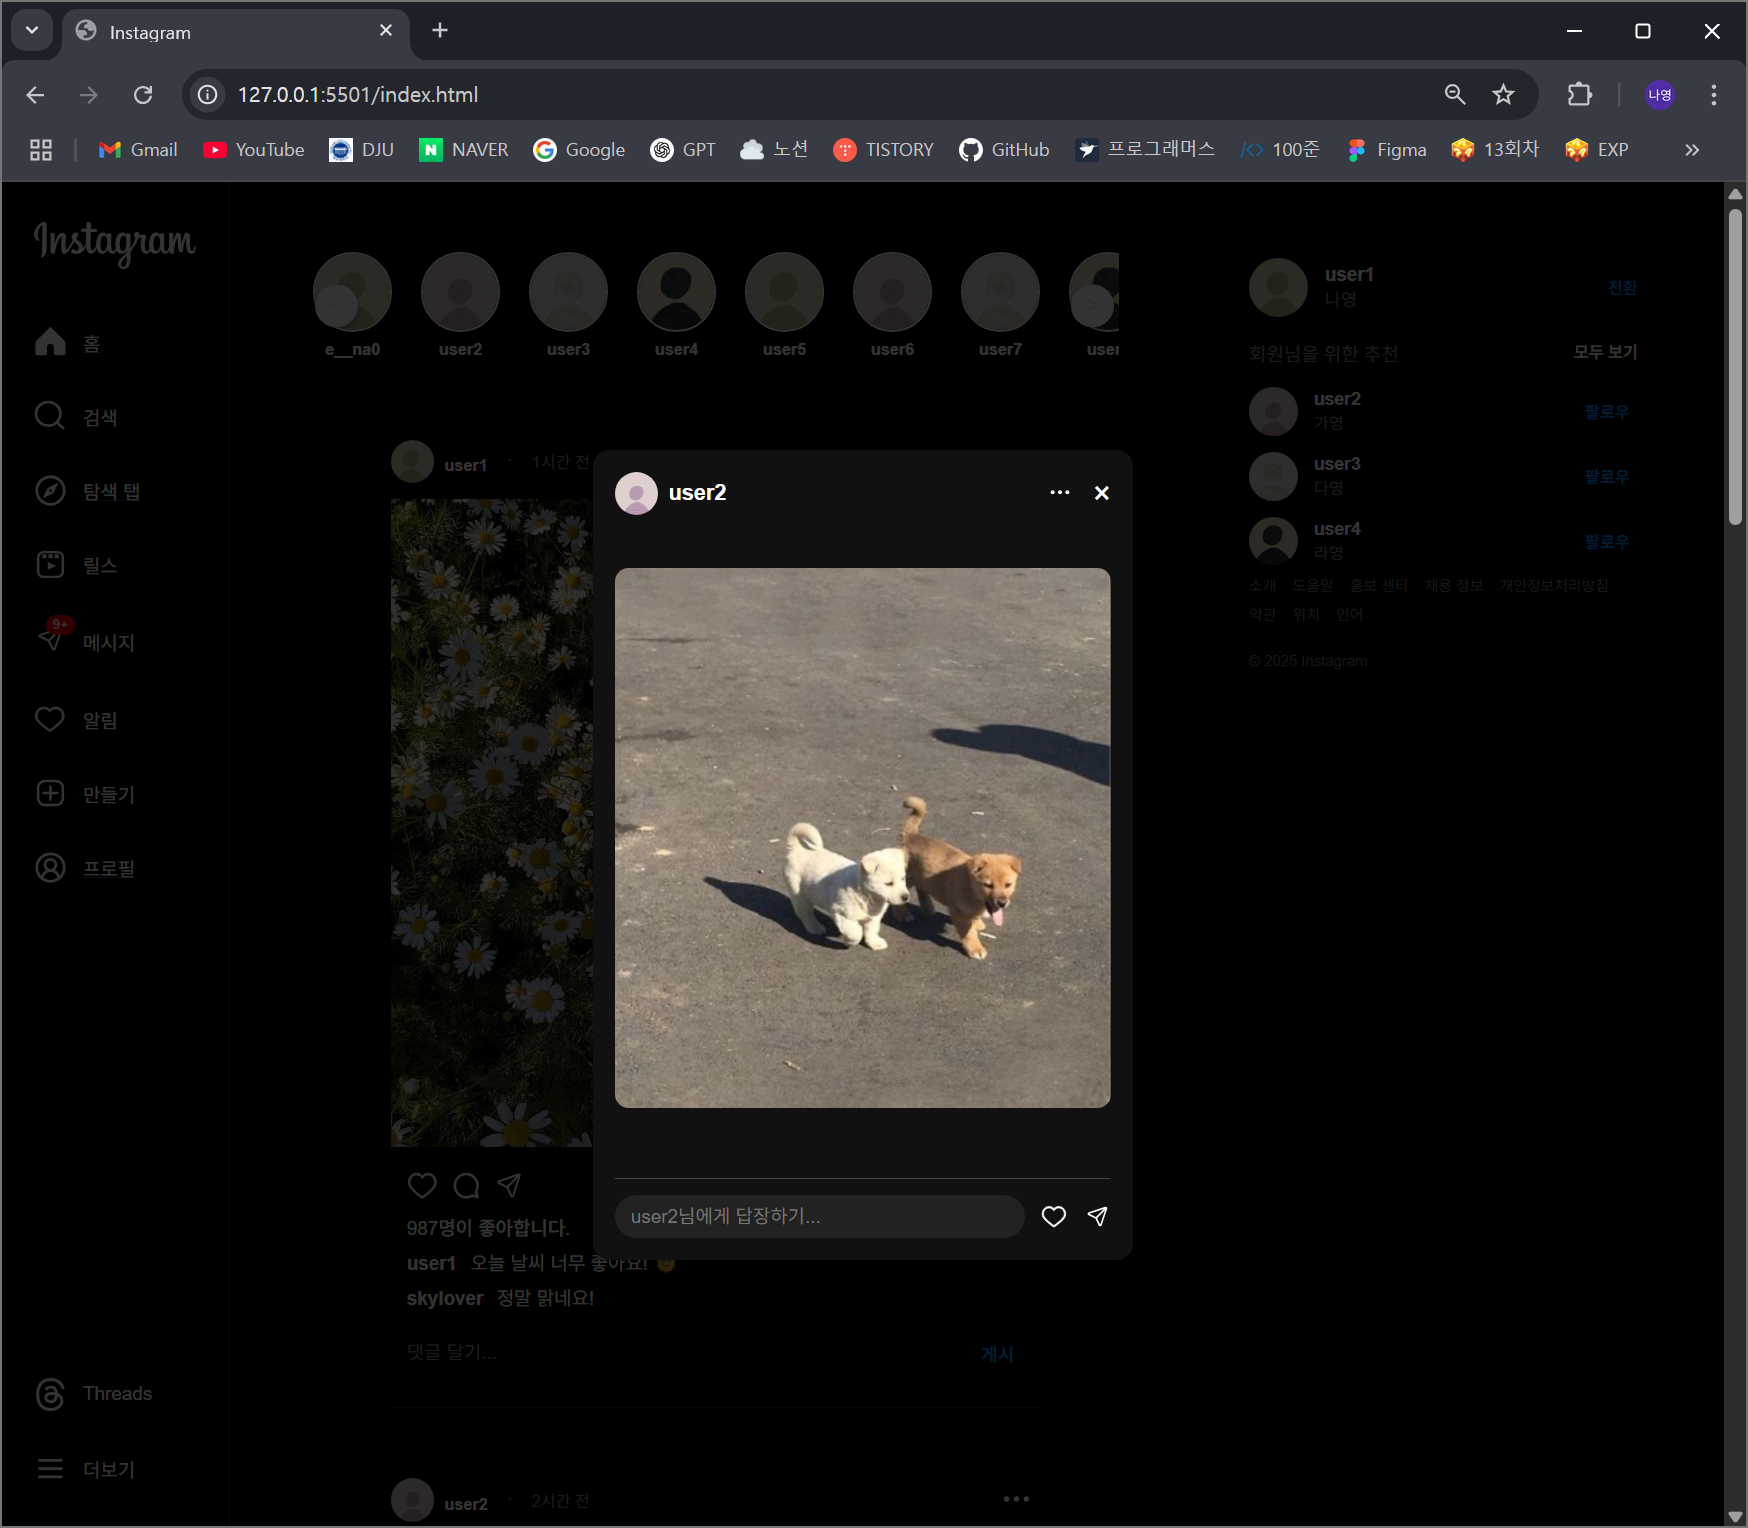 Instagram
127.0.0.1:5501/index.html
나영
Gmail
YouTube
DJU
NAVER
Google
GPT
노션
TISTORY
GitHub
프로그래머스
100준
Figma
13회차
EXP
Instagram
홈
검색
탐색 탭
릴스
9+
메시지
알림
만들기
프로필
Threads
더보기
e__na0
user2
user3
user4
user5
user6
user7
user
user1 · 1시간 전
user2
user2님에게 답장하기...
987명이 좋아합니다.
user1 오늘 날씨 너무 좋아요!
skylover 정말 맑네요!
댓글 달기...
게시
user2 · 2시간 전
user1
나영
전환
회원님을 위한 추천
모두 보기
user2
가영
팔로우
user3
다영
팔로우
user4
라영
팔로우
소개 도움말 홍보 센터 채용 정보 개인정보처리방침
약관 위치 언어
© 2025 Instagram